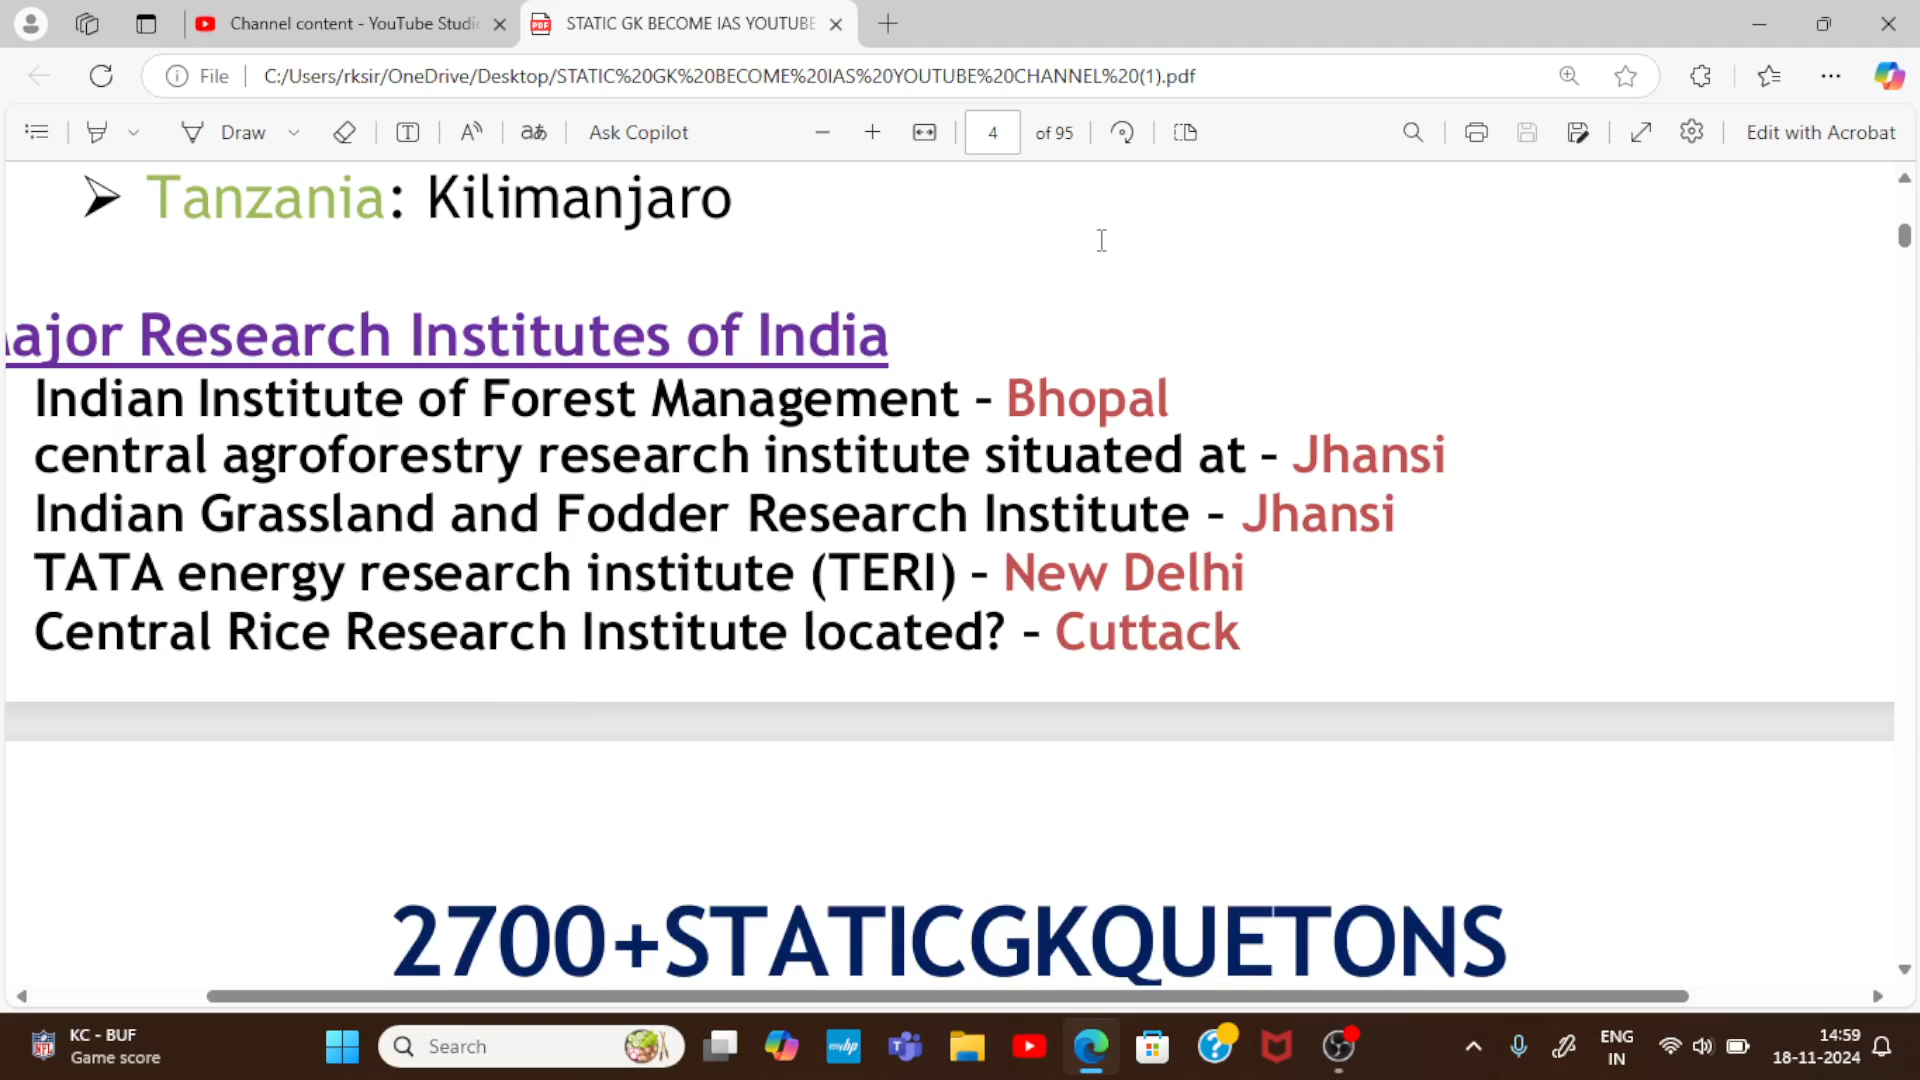 Channel content - YouTube Studi
STATIC GK BECOME IAS YOUTUBE
File
C:/Users/rksir/OneDrive/Desktop/STATIC%20GK%20BECOME%20IAS%20YOUTUBE%20CHANNEL%20(1).pdf
Draw
Ask Copilot
4
of 95
Edit with Acrobat
➢ Tanzania: Kilimanjaro
ajor Research Institutes of India
Indian Institute of Forest Management – Bhopal
central agroforestry research institute situated at – Jhansi
Indian Grassland and Fodder Research Institute – Jhansi
TATA energy research institute (TERI) – New Delhi
Central Rice Research Institute located? – Cuttack
2700+STATICGKQUETONS
KC - BUF
Game score
Search
ENG
IN
14:59
18-11-2024